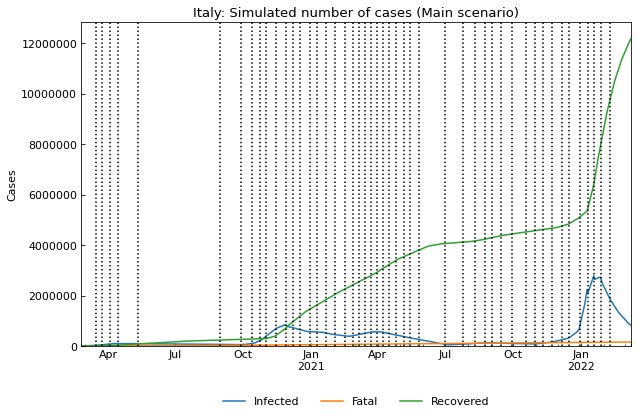 Italy: Simulated number of cases (Main scenario)
12000000
10000000
8000000
6000000
4000000
2000000
0
Cases
Apr Jul Oct Jan Apr Jul Oct Jan
2021 2022
Infected Fatal Recovered